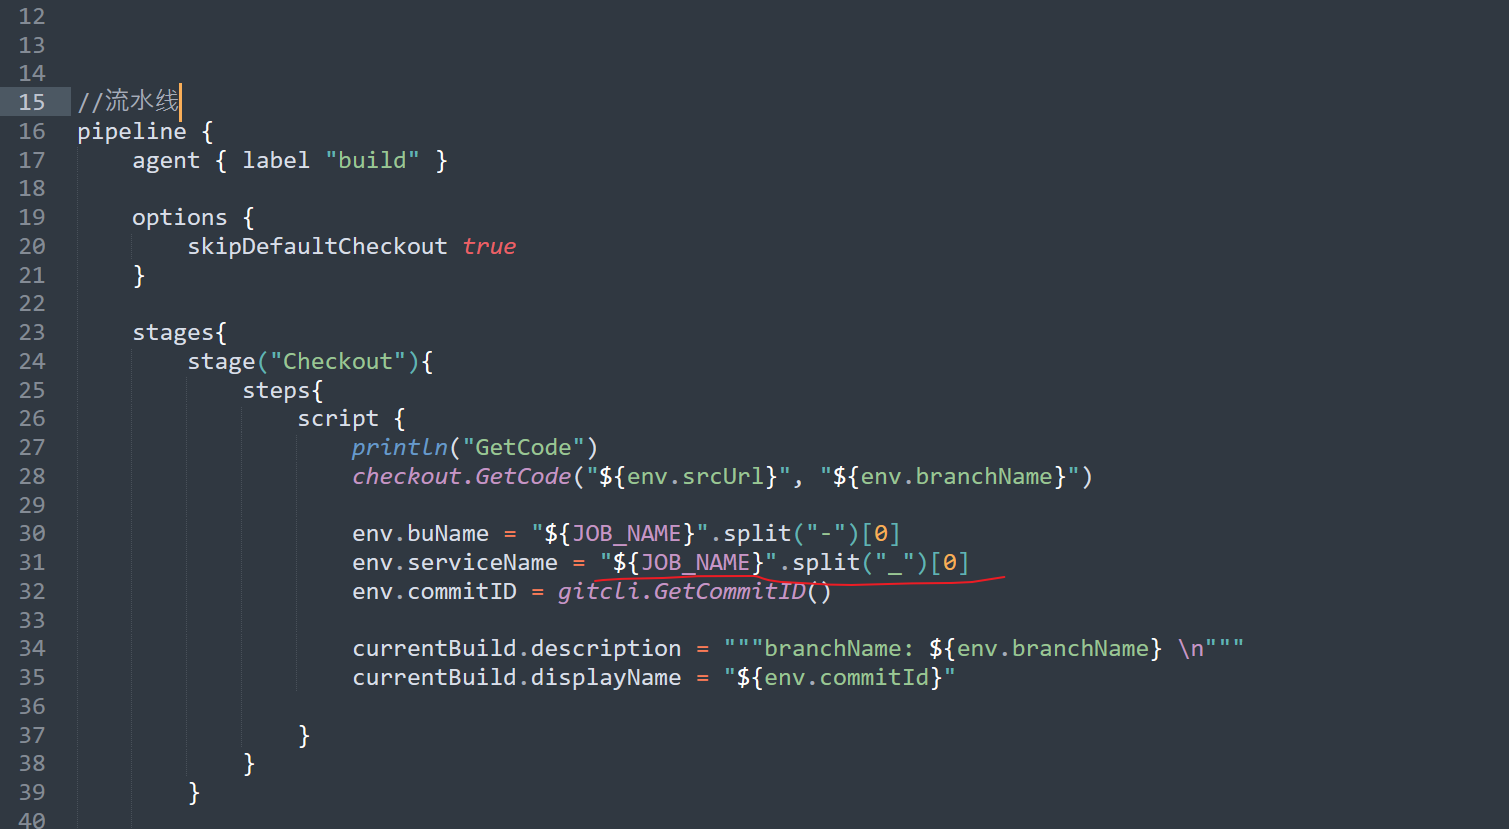 12
13
14
15 //流水线
16 pipeline {
17 agent { label "build" }
18
19 options {
20 skipDefaultCheckout true
21 }
22
23 stages{
24 stage("Checkout"){
25 steps{
26 script {
27 println("GetCode")
28 checkout.GetCode("${env.srcUrl}", "${env.branchName}")
29
30 env.buName = "${JOB_NAME}".split("-")[0]
31 env.serviceName = "${JOB_NAME}".split("_")[0]
32 env.commitID = gitcli.GetCommitID()
33
34 currentBuild.description = """branchName: ${env.branchName} \n"""
35 currentBuild.displayName = "${env.commitId}"
36
37 }
38 }
39 }
40